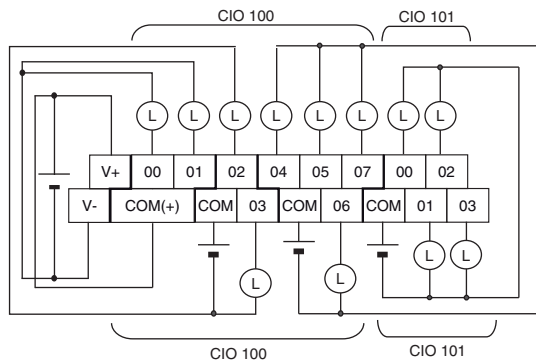 CIO 100 CIO 101
L L L L L L L L
V+ 00 01 02 04 05 07 00 02
V- COM(+) COM 03 COM 06 COM 01 03
L L L L
CIO 100 CIO 101